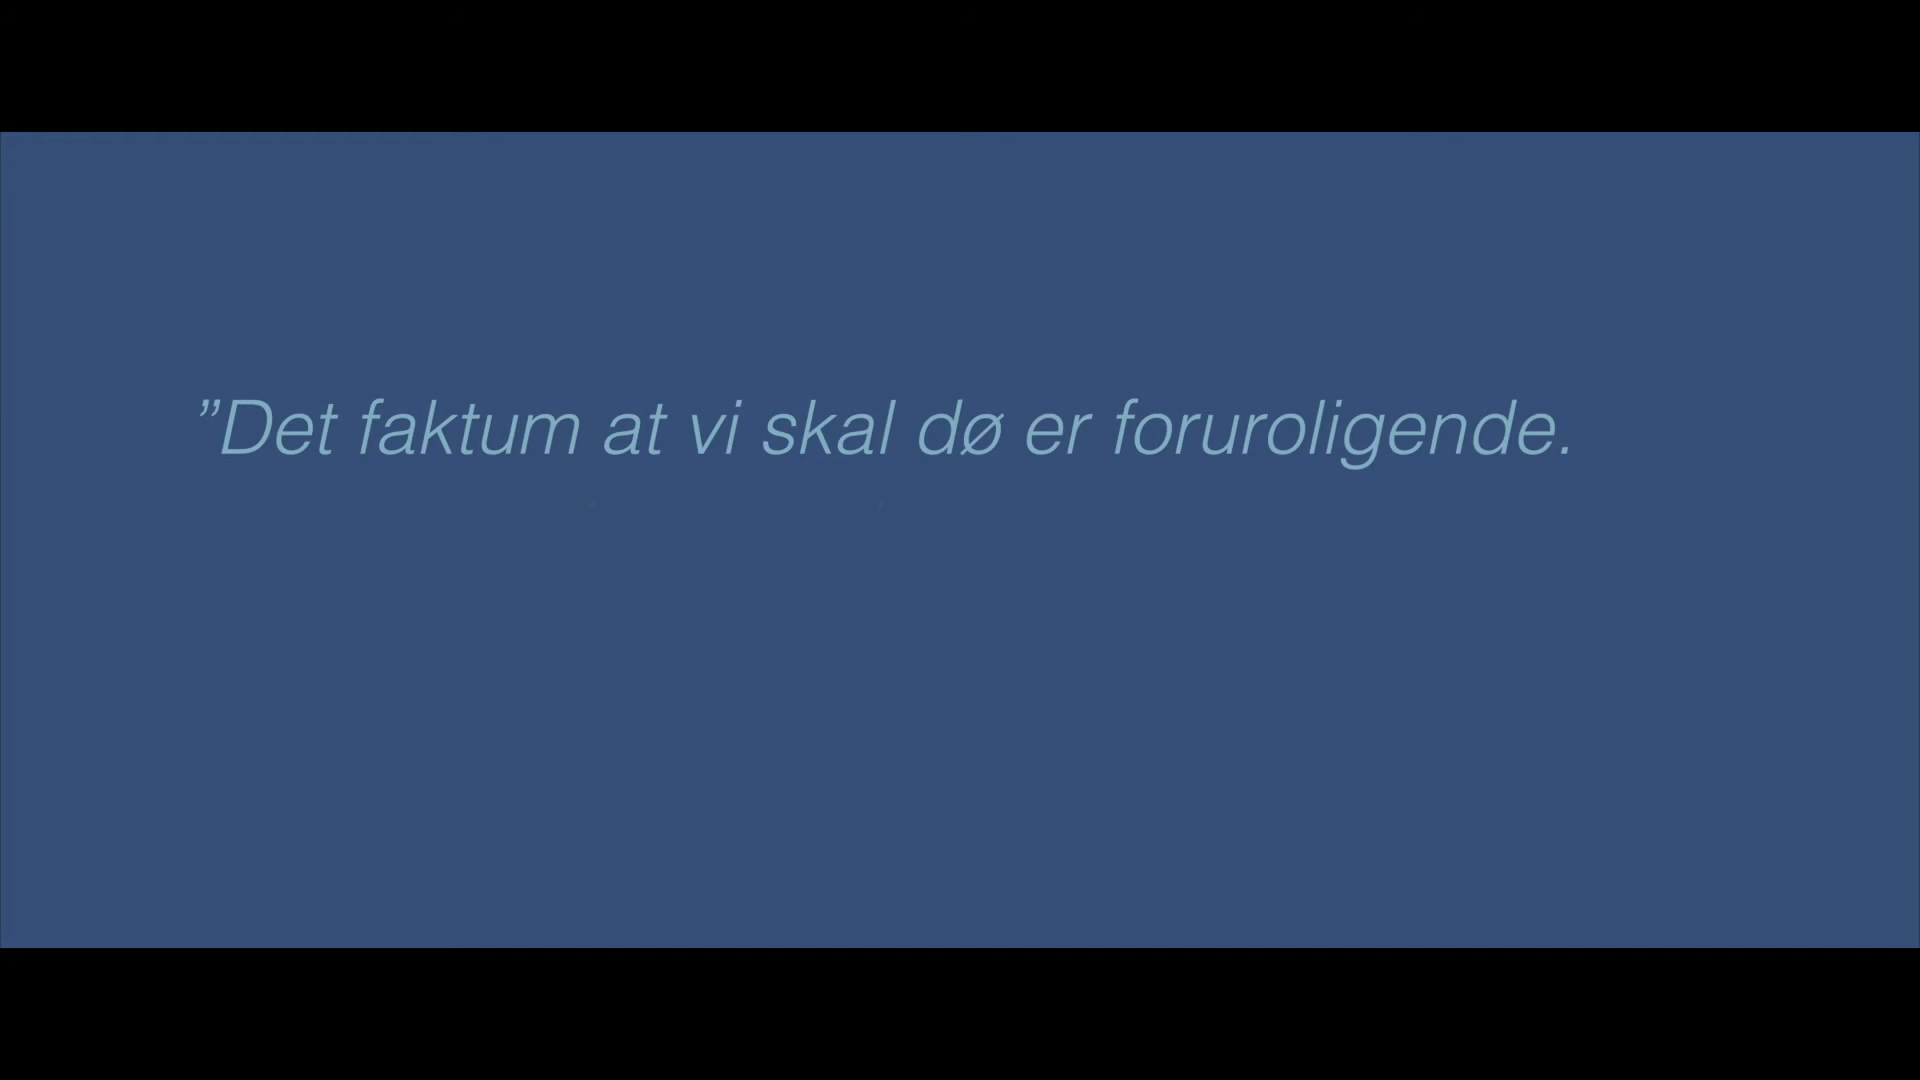 ”Det faktum at vi skal dø er foruroligende.